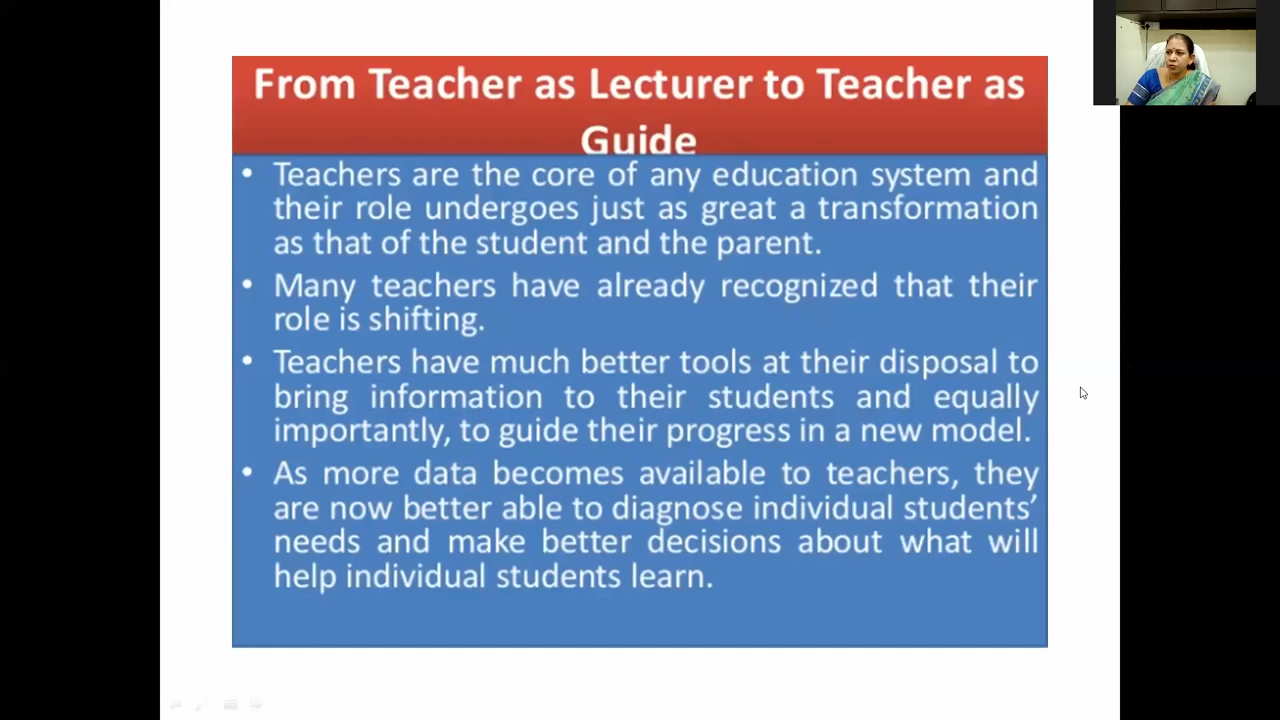 From Teacher as Lecturer to Teacher as
Guide
• Teachers are the core of any education system and
their role undergoes just as great a transformation
as that of the student and the parent.
• Many teachers have already recognized that their
role is shifting.
• Teachers have much better tools at their disposal to
bring information to their students and equally
importantly, to guide their progress in a new model.
• As more data becomes available to teachers, they
are now better able to diagnose individual students’
needs and make better decisions about what will
help individual students learn.